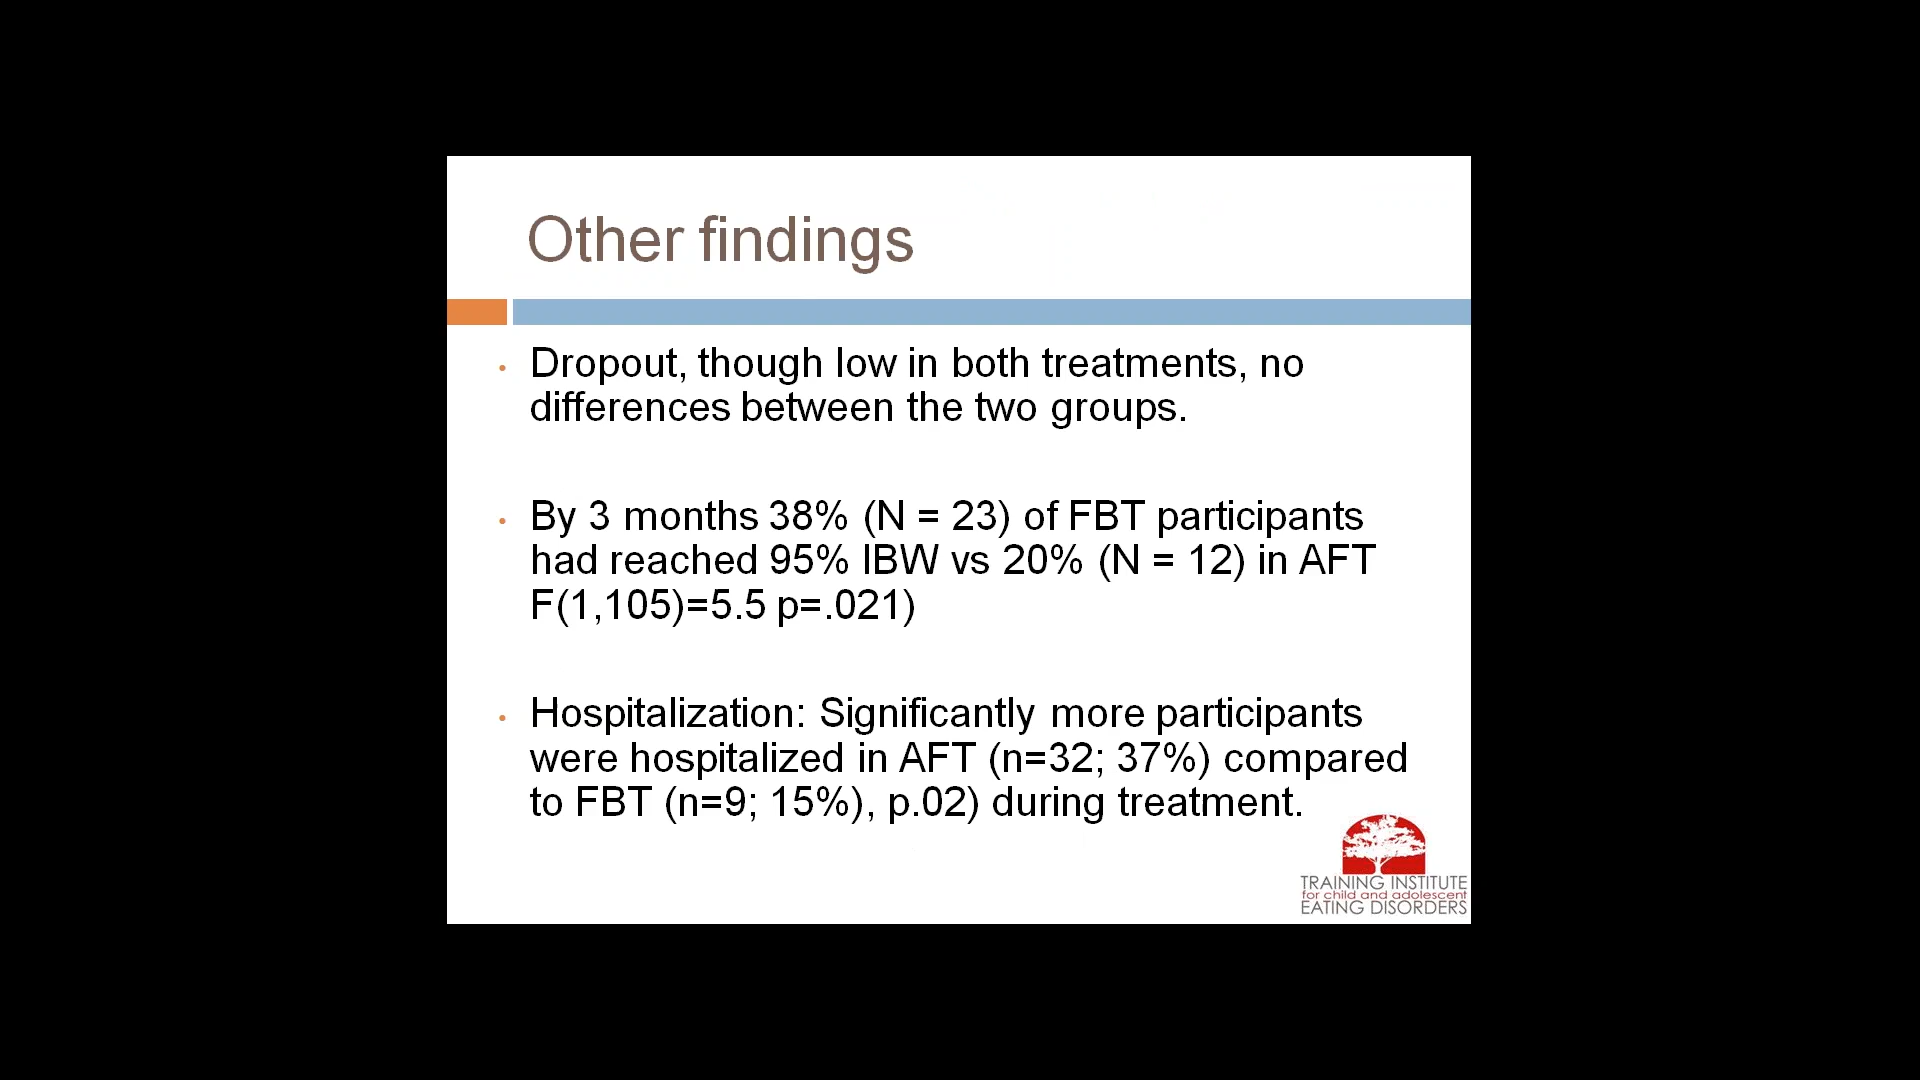 Other findings
• Dropout, though low in both treatments, no
differences between the two groups.
• By 3 months 38% (N = 23) of FBT participants
had reached 95% IBW vs 20% (N = 12) in AFT
F(1,105)=5.5 p=.021)
• Hospitalization: Significantly more participants
were hospitalized in AFT (n=32; 37%) compared
to FBT (n=9; 15%), p.02) during treatment.
TRAINING INSTITUTE
for child and adolescent
EATING DISORDERS